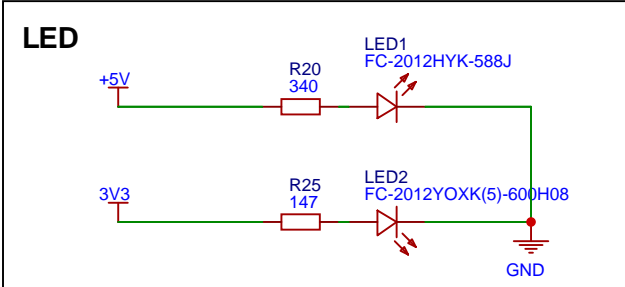 LED
LED1
FC-2012HYK-588J
R20
340
+5V
LED2
FC-2012YOXK(5)-600H08
R25
147
3V3
GND